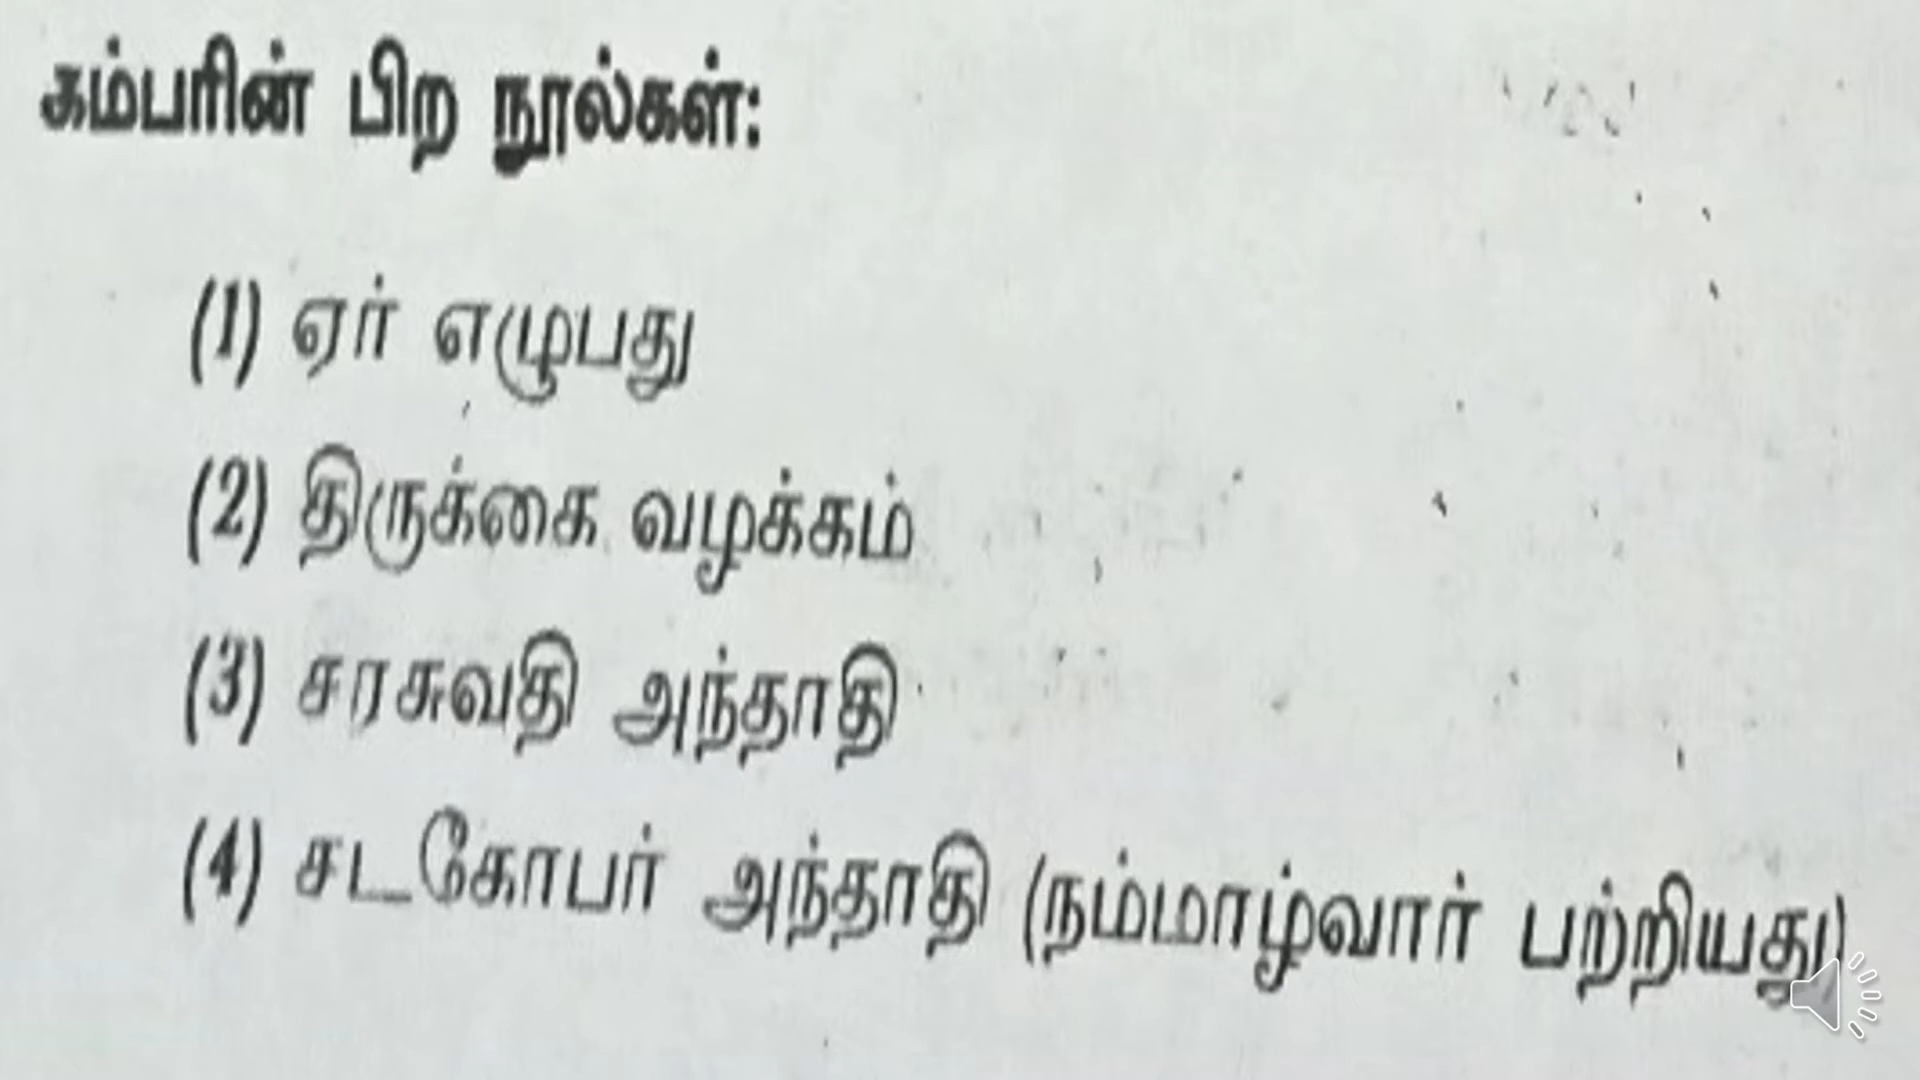 கம்பரின் பிற நூல்கள்:
(1) ஏர் எழுபது
(2) திருக்கை வழக்கம்
(3) சரசுவதி அந்தாதி
(4) சடகோபர் அந்தாதி (நம்மாழ்வார் பற்றியது)